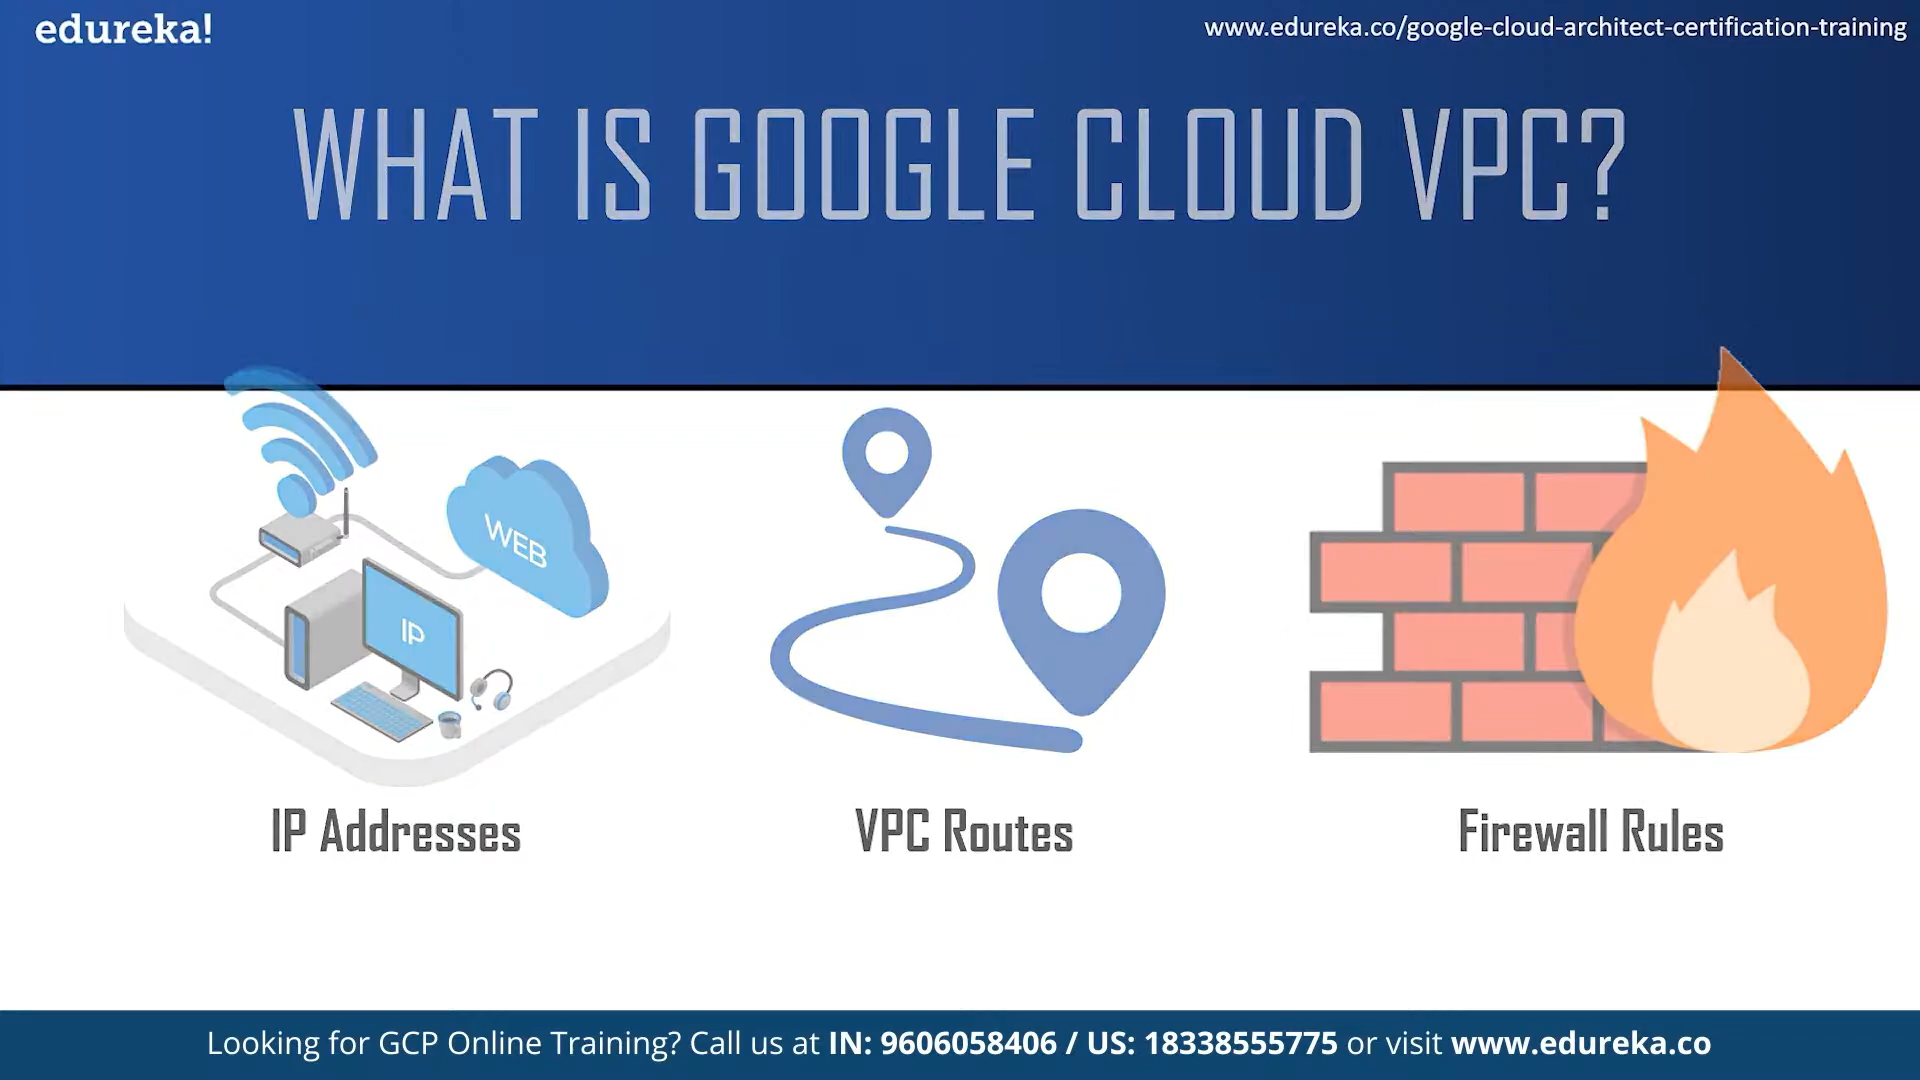 edureka!
www.edureka.co/google-cloud-architect-certification-training
WHAT IS GOOGLE CLOUD VPC?
WEB
IP
IP Addresses
VPC Routes
Firewall Rules
Looking for GCP Online Training? Call us at IN: 9606058406 / US: 18338555775 or visit www.edureka.co